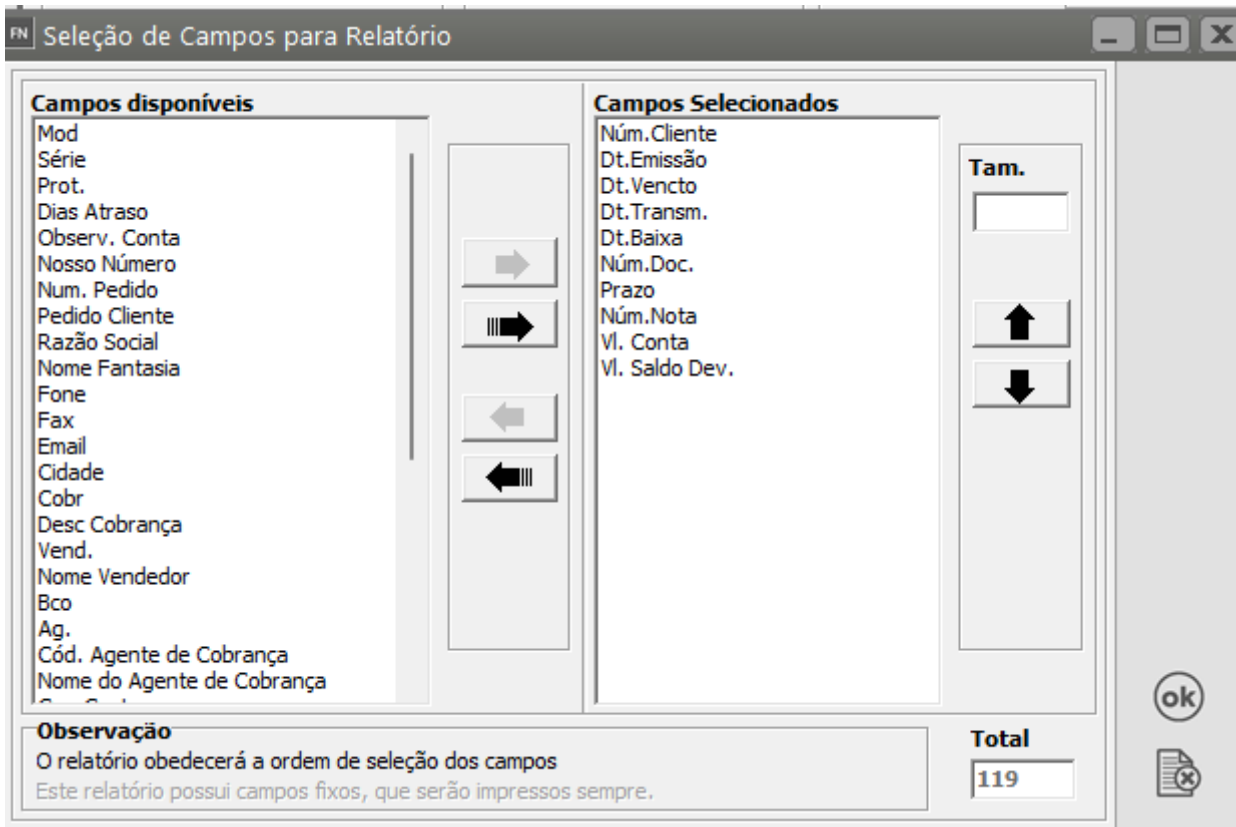 FN Seleção de Campos para Relatório
Campos disponíveis
Mod
Série
Prot.
Dias Atraso
Observ. Conta
Nosso Número
Num. Pedido
Pedido Cliente
Razão Social
Nome Fantasia
Fone
Fax
Email
Cidade
Cobr
Desc Cobrança
Vend.
Nome Vendedor
Bco
Ag.
Cód. Agente de Cobrança
Nome do Agente de Cobrança
Campos Selecionados
Núm.Cliente
Dt.Emissão
Dt.Vencto
Dt.Transm.
Dt.Baixa
Núm.Doc.
Prazo
Núm.Nota
Vl. Conta
Vl. Saldo Dev.
Tam.
Observação
O relatório obedecerá a ordem de seleção dos campos
Este relatório possui campos fixos, que serão impressos sempre.
Total
119
ok